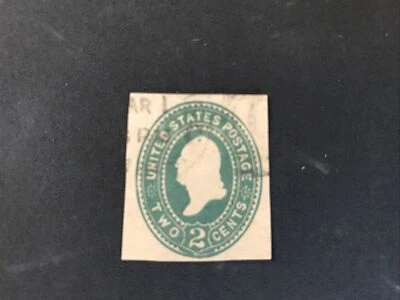 UNITED STATES POSTAGE
TWO 2 CENTS